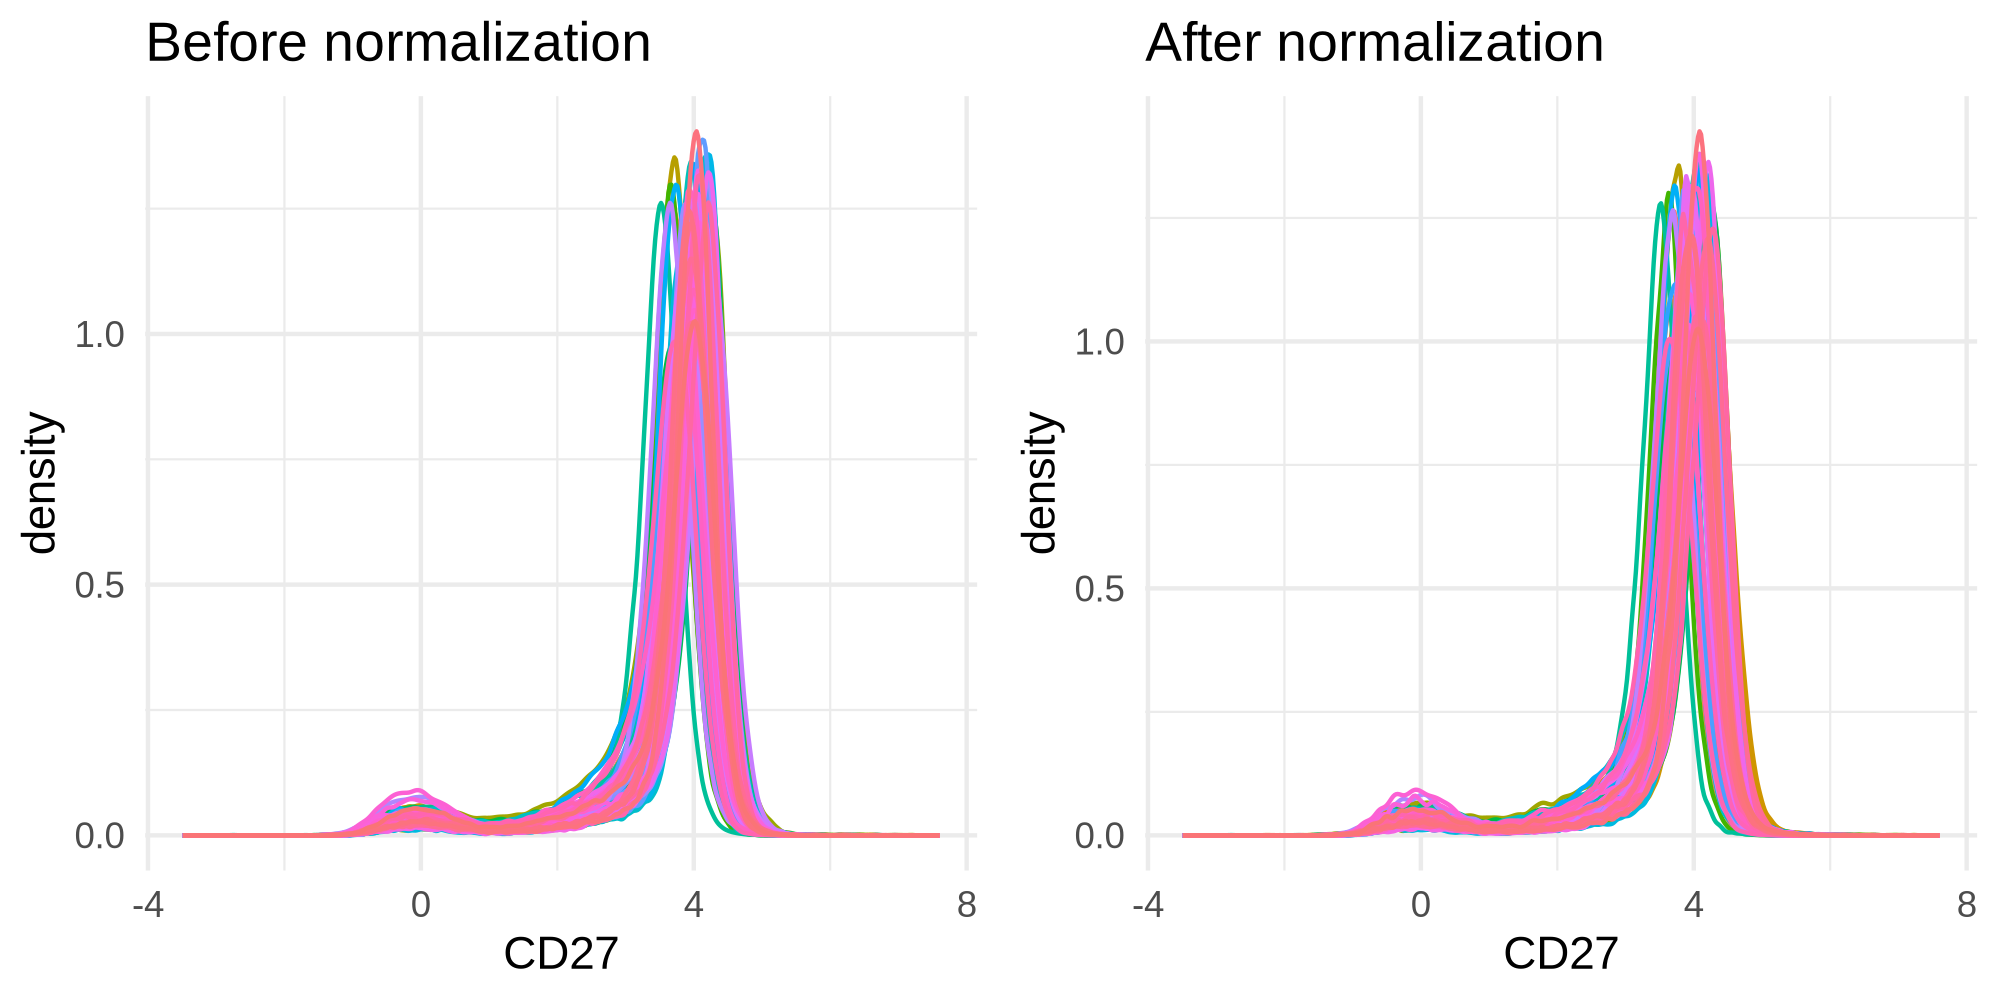 Before normalization
density
1.0
0.5
0.0
-4 0 4 8
CD27
After normalization
density
1.0
0.5
0.0
-4 0 4 8
CD27